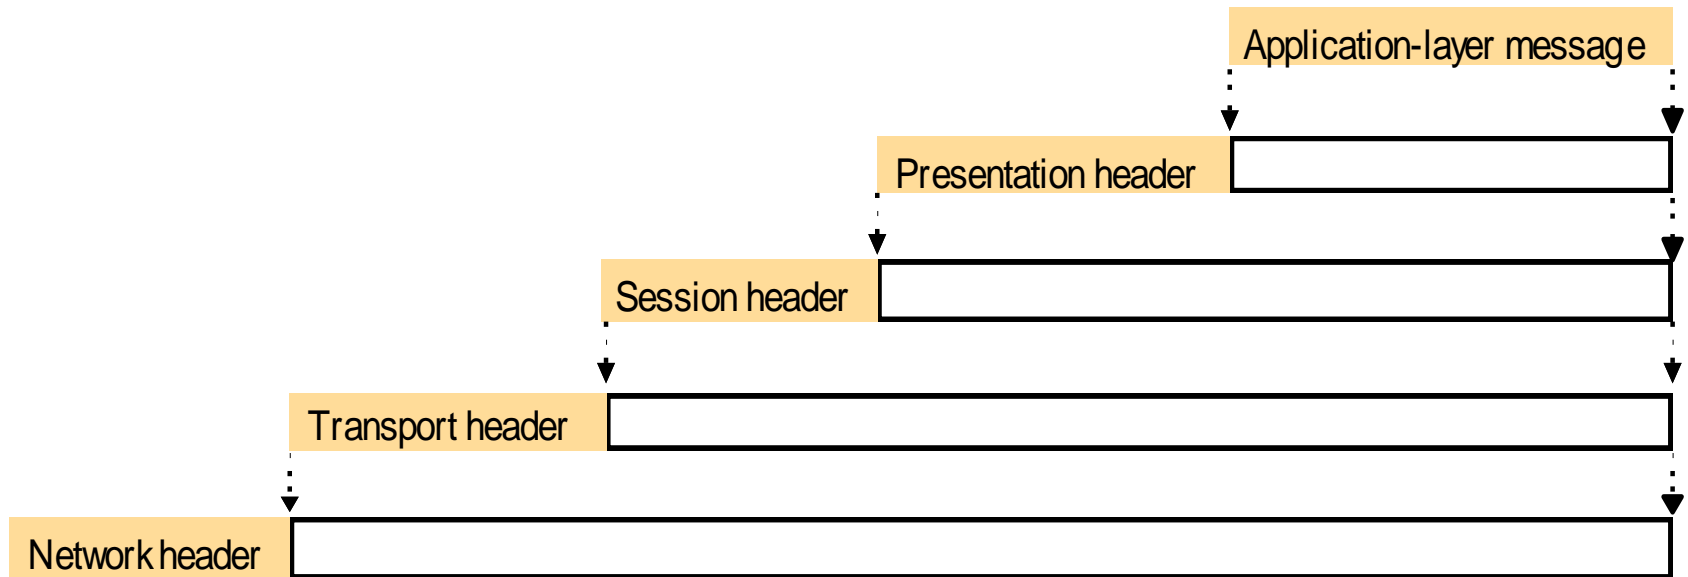 Application-layer message
Presentation header
Session header
Transport header
Network header